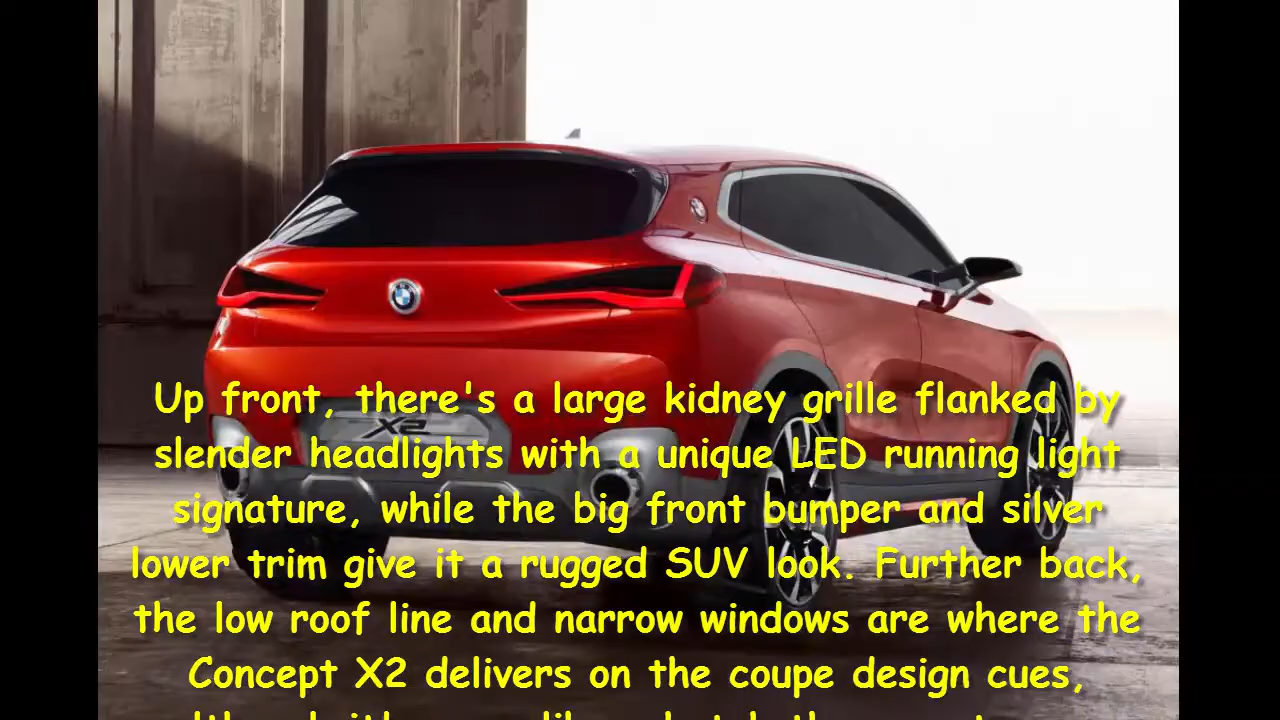 X2
Up front, there's a large kidney grille flanked by
slender headlights with a unique LED running light
signature, while the big front bumper and silver
lower trim give it a rugged SUV look. Further back,
the low roof line and narrow windows are where the
Concept X2 delivers on the coupe design cues,